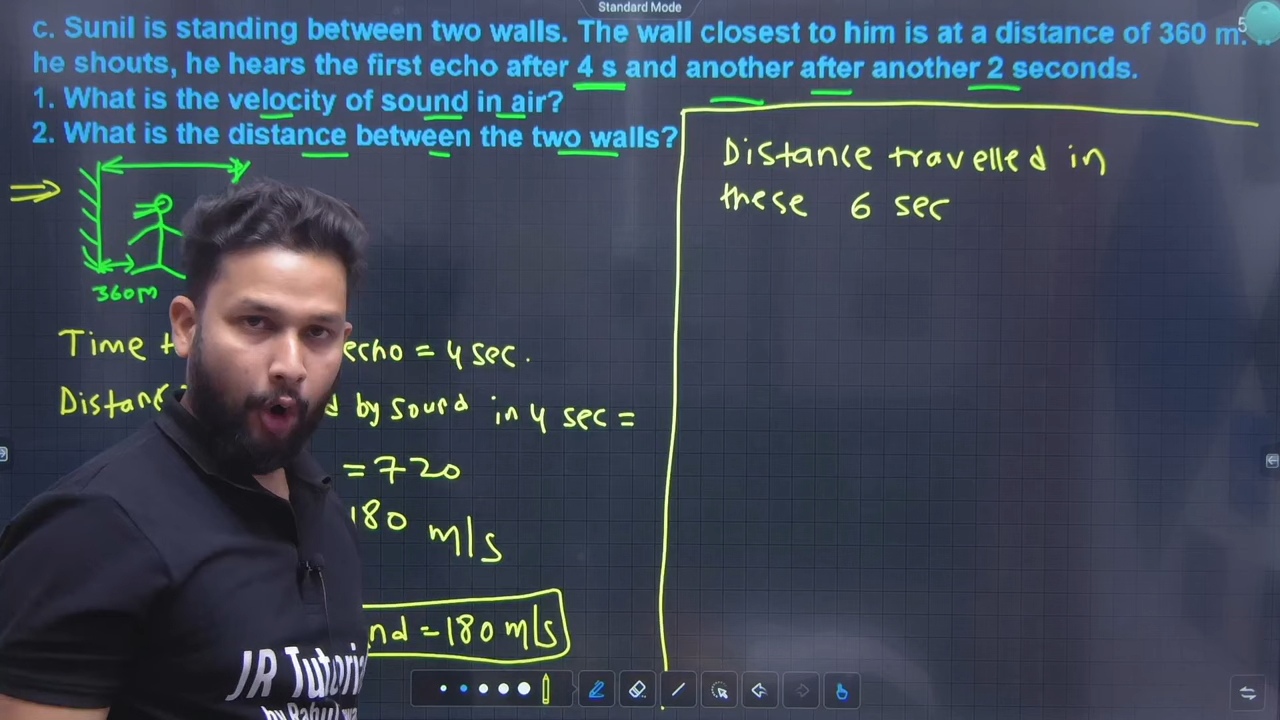 Standard Mode
5
c. Sunil is standing between two walls. The wall closest to him is at a distance of 360 m.
he shouts, he hears the first echo after 4 s and another after another 2 seconds.
1. What is the velocity of sound in air?
2. What is the distance between the two walls?
360m
Time echo = 4 sec.
by sound in 4 sec =
= 720
180 m/s
= 180 m/s
Distance travelled in
these 6 sec
JR